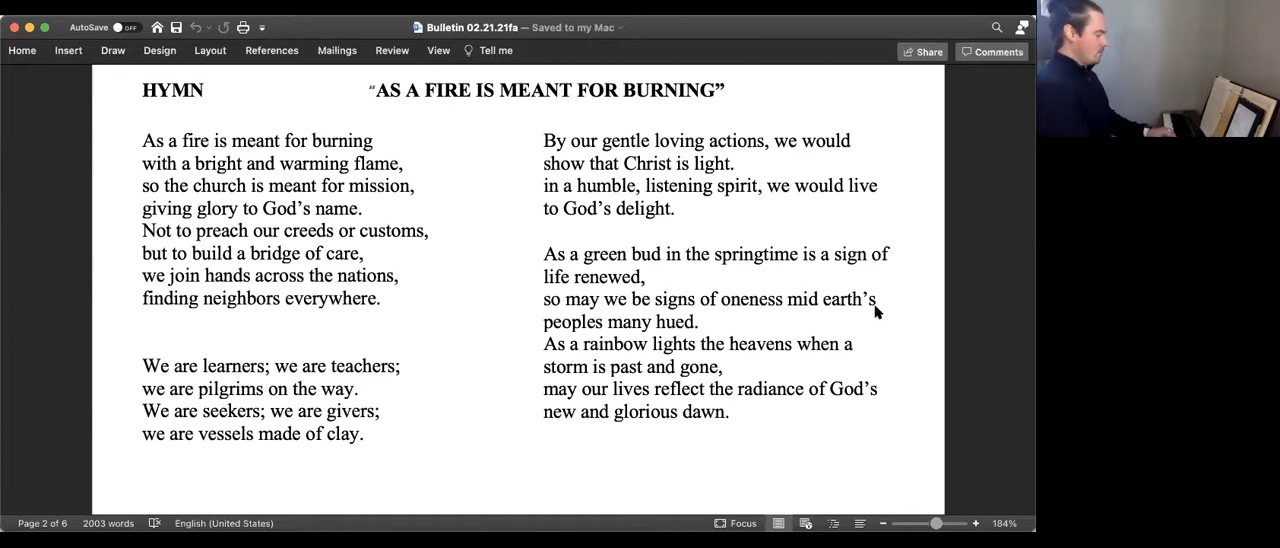 AutoSave OFF
Bulletin 02.21.21fa — Saved to my Mac
Home Insert Draw Design Layout References Mailings Review View Tell me Share Comments
HYMN “AS A FIRE IS MEANT FOR BURNING”
As a fire is meant for burning
with a bright and warming flame,
so the church is meant for mission,
giving glory to God’s name.
Not to preach our creeds or customs,
but to build a bridge of care,
we join hands across the nations,
finding neighbors everywhere.
We are learners; we are teachers;
we are pilgrims on the way.
We are seekers; we are givers;
we are vessels made of clay.
By our gentle loving actions, we would
show that Christ is light.
in a humble, listening spirit, we would live
to God’s delight.
As a green bud in the springtime is a sign of
life renewed,
so may we be signs of oneness mid earth’s
peoples many hued.
As a rainbow lights the heavens when a
storm is past and gone,
may our lives reflect the radiance of God’s
new and glorious dawn.
Page 2 of 6 2003 words English (United States) Focus 184%